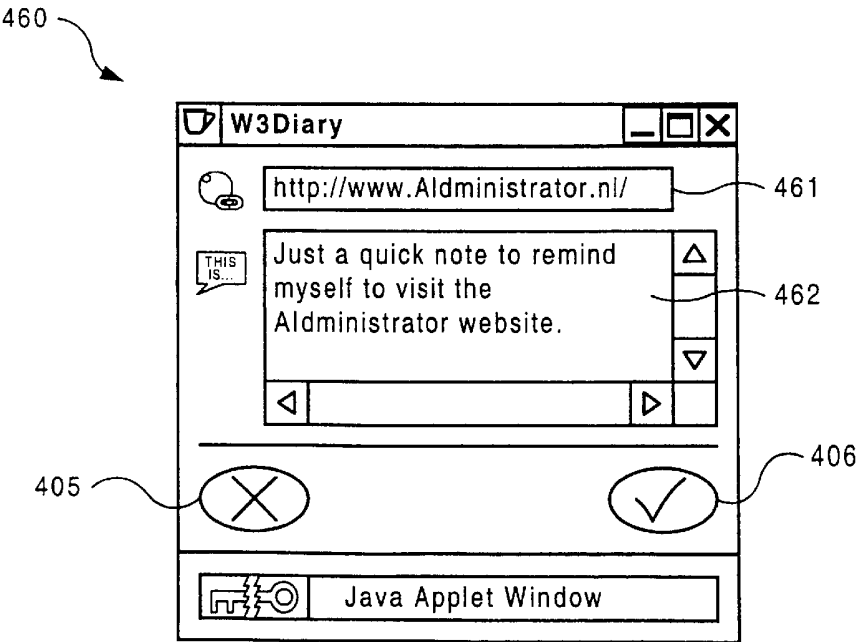 460
W3Diary
http://www.AIdministrator.nl/
461
THIS
IS...
Just a quick note to remind
myself to visit the
AIdministrator website.
462
405
406
Java Applet Window